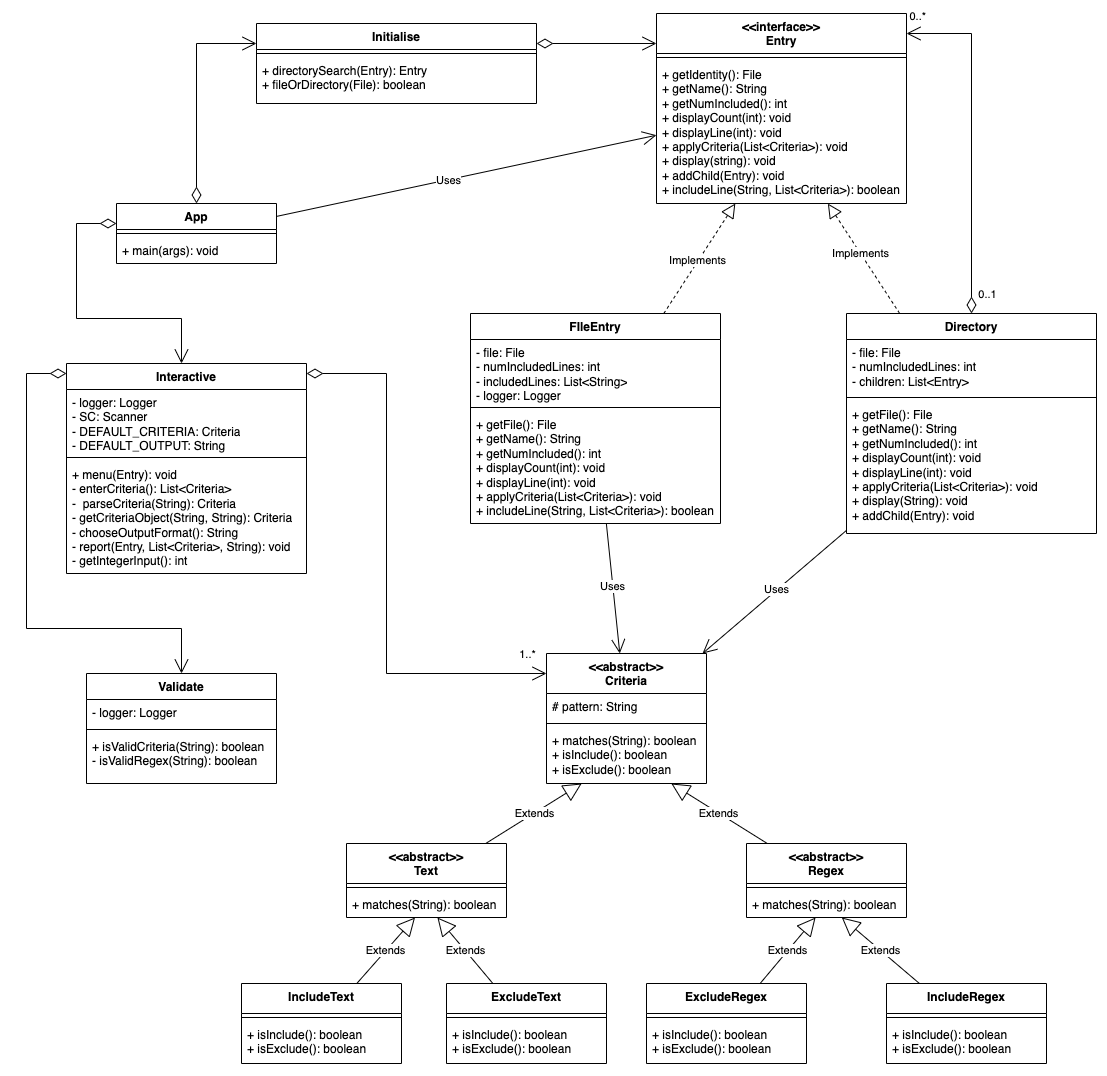 Initialise
+ directorySearch(Entry): Entry
+ fileOrDirectory(File): boolean
<<interface>>
Entry
+ getIdentity(): File
+ getName(): String
+ getNumIncluded(): int
+ displayCount(int): void
+ displayLine(int): void
+ applyCriteria(List<Criteria>): void
+ display(string): void
+ addChild(Entry): void
+ includeLine(String, List<Criteria>): boolean
0..*
Uses
App
+ main(args): void
Implements
Implements
0..1
FIleEntry
- file: File
- numIncludedLines: int
- includedLines: List<String>
- logger: Logger
+ getFile(): File
+ getName(): String
+ getNumIncluded(): int
+ displayCount(int): void
+ displayLine(int): void
+ applyCriteria(List<Criteria>): void
+ includeLine(String, List<Criteria>): boolean
Directory
- file: File
- numIncludedLines: int
- children: List<Entry>
+ getFile(): File
+ getName(): String
+ getNumIncluded(): int
+ displayCount(int): void
+ displayLine(int): void
+ applyCriteria(List<Criteria>): void
+ display(String): void
+ addChild(Entry): void
Interactive
- logger: Logger
- SC: Scanner
- DEFAULT_CRITERIA: Criteria
- DEFAULT_OUTPUT: String
+ menu(Entry): void
- enterCriteria(): List<Criteria>
- parseCriteria(String): Criteria
- getCriteriaObject(String, String): Criteria
- chooseOutputFormat(): String
- report(Entry, List<Criteria>, String): void
- getIntegerInput(): int
Uses
Uses
1..*
Validate
- logger: Logger
+ isValidCriteria(String): boolean
- isValidRegex(String): boolean
<<abstract>>
Criteria
# pattern: String
+ matches(String): boolean
+ isInclude(): boolean
+ isExclude(): boolean
Extends
Extends
<<abstract>>
Text
+ matches(String): boolean
<<abstract>>
Regex
+ matches(String): boolean
Extends
Extends
Extends
Extends
IncludeText
+ isInclude(): boolean
+ isExclude(): boolean
ExcludeText
+ isInclude(): boolean
+ isExclude(): boolean
ExcludeRegex
+ isInclude(): boolean
+ isExclude(): boolean
IncludeRegex
+ isInclude(): boolean
+ isExclude(): boolean